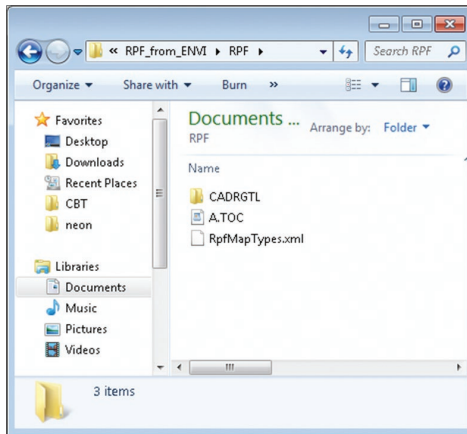 « RPF_from_ENVI ▸ RPF ▸
Search RPF
Organize ▾ Share with ▾ Burn »
Favorites
Desktop
Downloads
Recent Places
CBT
neon
Libraries
Documents
Music
Pictures
Videos
Documents ...
RPF
Arrange by: Folder ▾
Name
CADRGTL
A.TOC
RpfMapTypes.xml
3 items